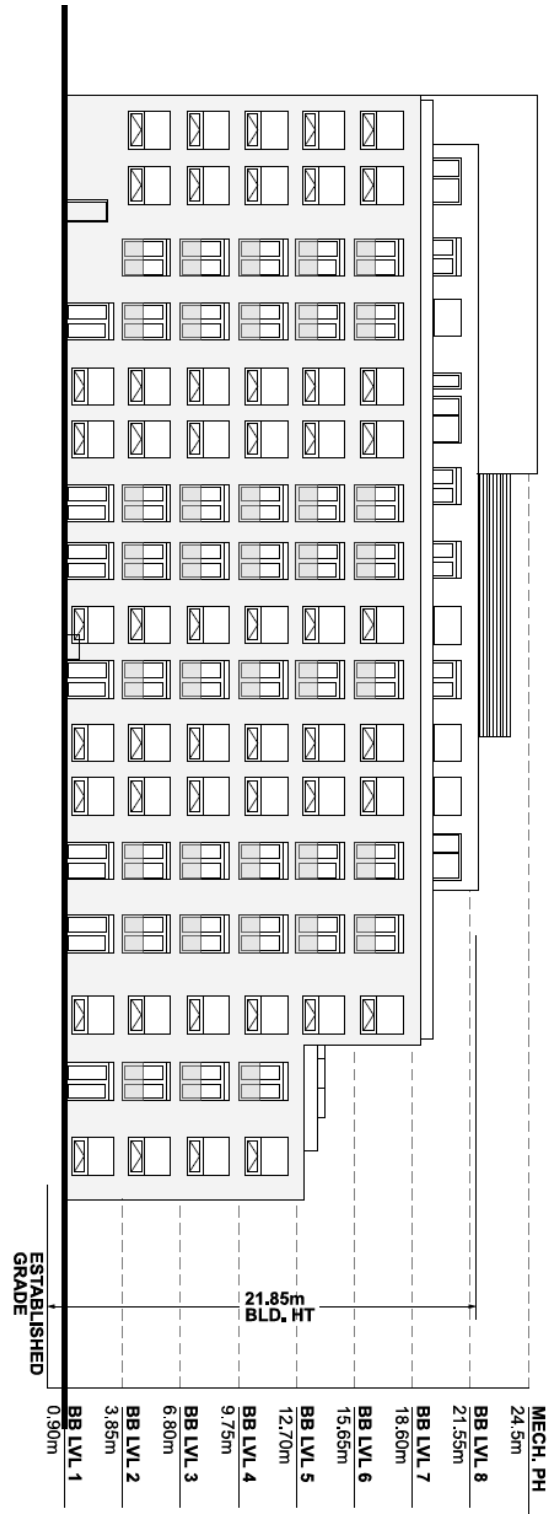 MECH. PH
24.5m
BB LVL 8
21.55m
BB LVL 7
18.60m
BB LVL 6
15.65m
BB LVL 5
12.70m
BB LVL 4
9.75m
BB LVL 3
6.80m
BB LVL 2
3.85m
BB LVL 1
0.90m
21.85m
BLD. HT
ESTABLISHED
GRADE